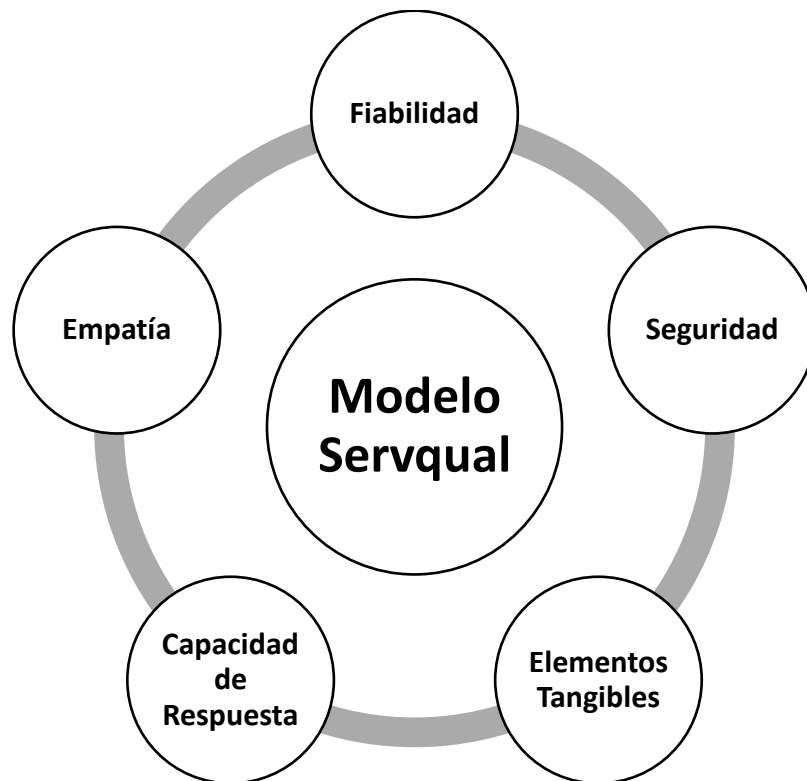 Fiabilidad
Empatía
Seguridad
Modelo
Servqual
Capacidad
de
Respuesta
Elementos
Tangibles